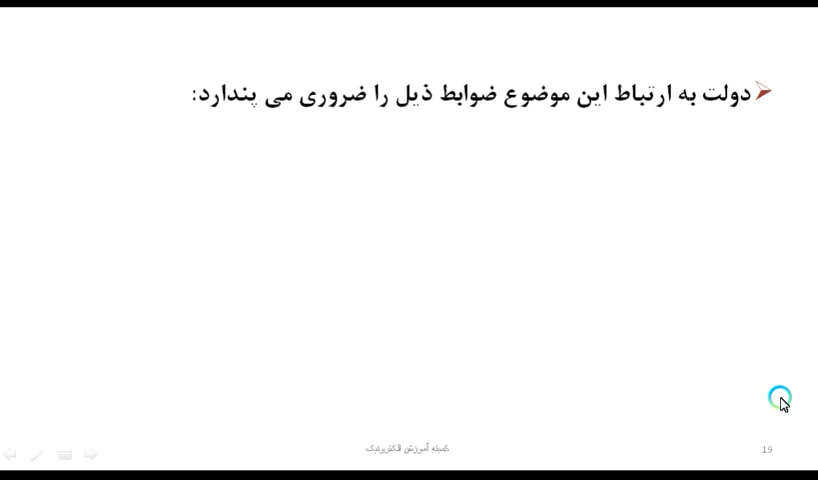 دولت به ارتباط این موضوع ضوابط ذیل را ضروری می پندارد:
کمیته آموزش الکترونیک
19